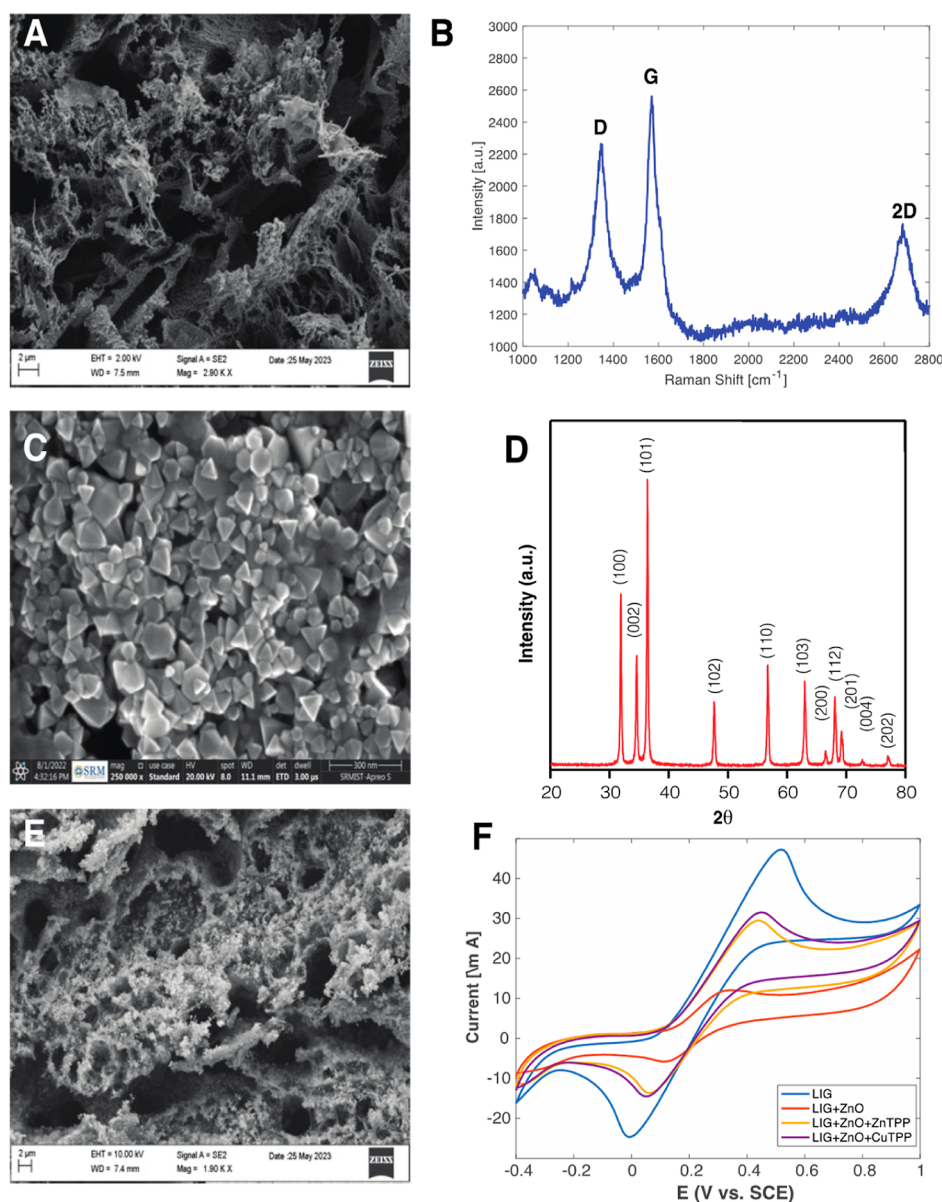 A
2 µm
EHT = 2.00 kV
Signal A = SE2
Date :25 May 2023
WD = 7.5 mm
Mag = 2.90 K X
ZEISS
B
3000
2800
2600
2400
2200
2000
1800
1600
1400
1200
1000
Intensity [a.u.]
D
G
2D
1000 1200 1400 1600 1800 2000 2200 2400 2600 2800
Raman Shift [cm-1]
C
8/1/2022
4:32:16 PM
SRM
mag
250 000 x
use case
Standard
HV
20.00 kV
spot
8.0
WD
11.1 mm
det
ETD
dwell
3.00 µs
300 nm
SRMIST-Apreo S
D
Intensity (a.u.)
(100)
(002)
(101)
(102)
(110)
(103)
(200)
(112)
(201)
(004)
(202)
20 30 40 50 60 70 80
2θ
E
2 µm
EHT = 10.00 kV
Signal A = SE2
Date :25 May 2023
WD = 7.4 mm
Mag = 1.90 K X
ZEISS
F
40
30
20
10
0
-10
-20
Current [\m A]
LIG
LIG+ZnO
LIG+ZnO+ZnTPP
LIG+ZnO+CuTPP
-0.4 -0.2 0 0.2 0.4 0.6 0.8 1
E (V vs. SCE)